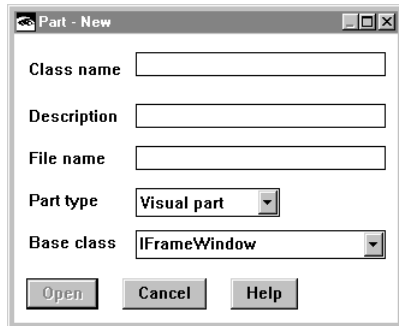 Part - New
Class name
Description
File name
Part type Visual part
Base class IFrameWindow
Open Cancel Help